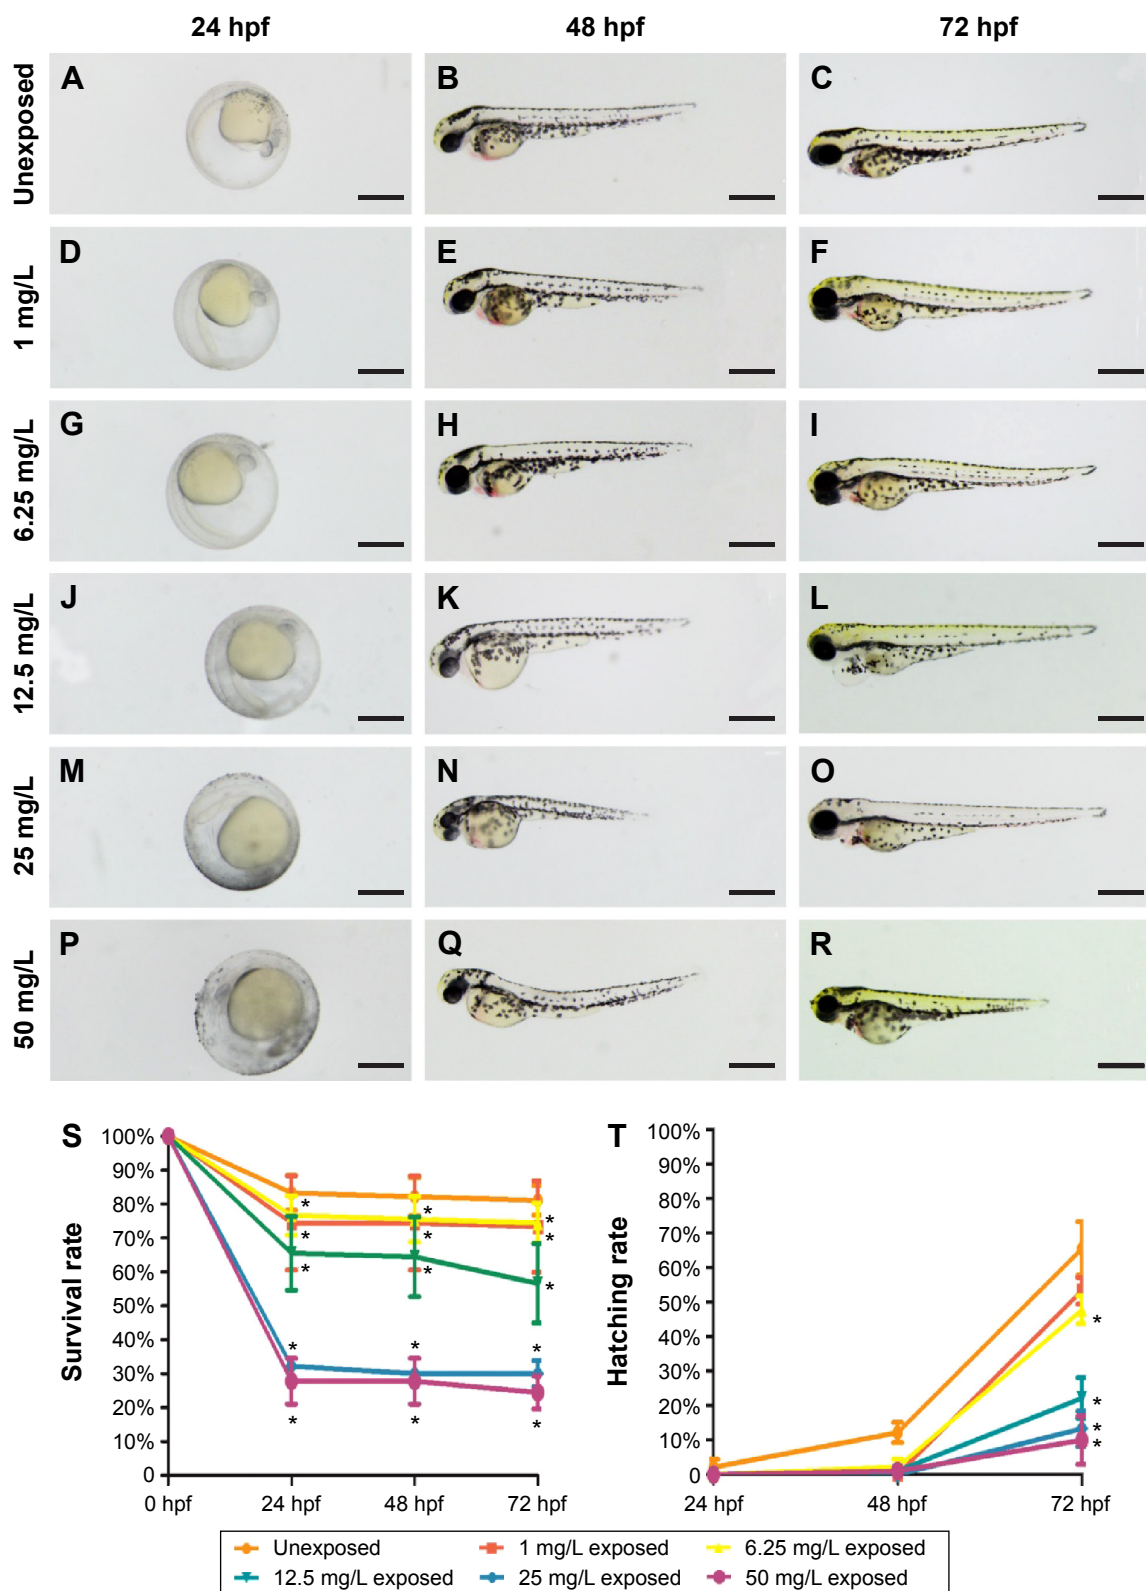 24 hpf 48 hpf 72 hpf
Unexposed A B C
1 mg/L D E F
6.25 mg/L G H I
12.5 mg/L J K L
25 mg/L M N O
50 mg/L P Q R
S
Survival rate
100%
90%
80%
70%
60%
50%
40%
30%
20%
10%
0
0 hpf 24 hpf 48 hpf 72 hpf
* * * * * * * * * * * * * * *
T
Hatching rate
100%
90%
80%
70%
60%
50%
40%
30%
20%
10%
0
24 hpf 48 hpf 72 hpf
* * * *
Unexposed 1 mg/L exposed 6.25 mg/L exposed
12.5 mg/L exposed 25 mg/L exposed 50 mg/L exposed